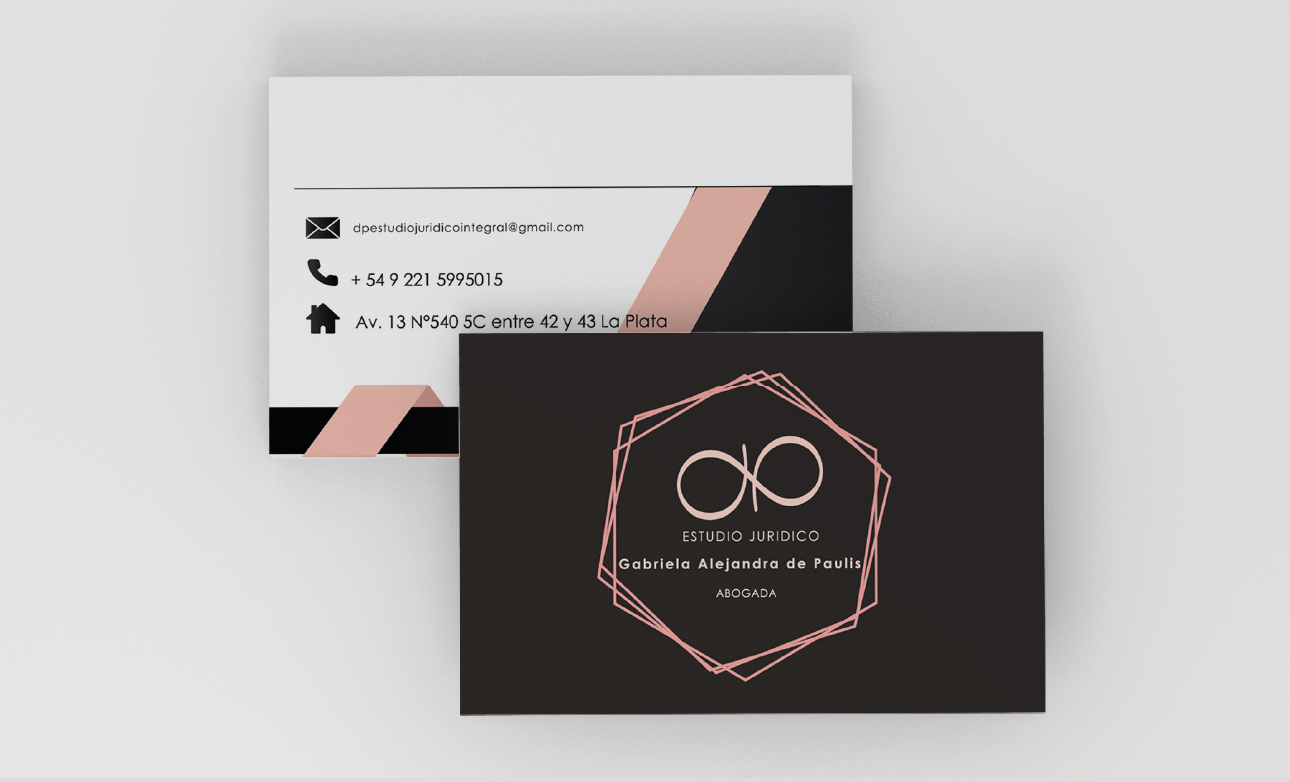 dpestudiojuridicointegral@gmail.com
+ 54 9 221 5995015
Av. 13 N°540 5C entre 42 y 43 La Plata
dp
ESTUDIO JURIDICO
Gabriela Alejandra de Paulis
ABOGADA